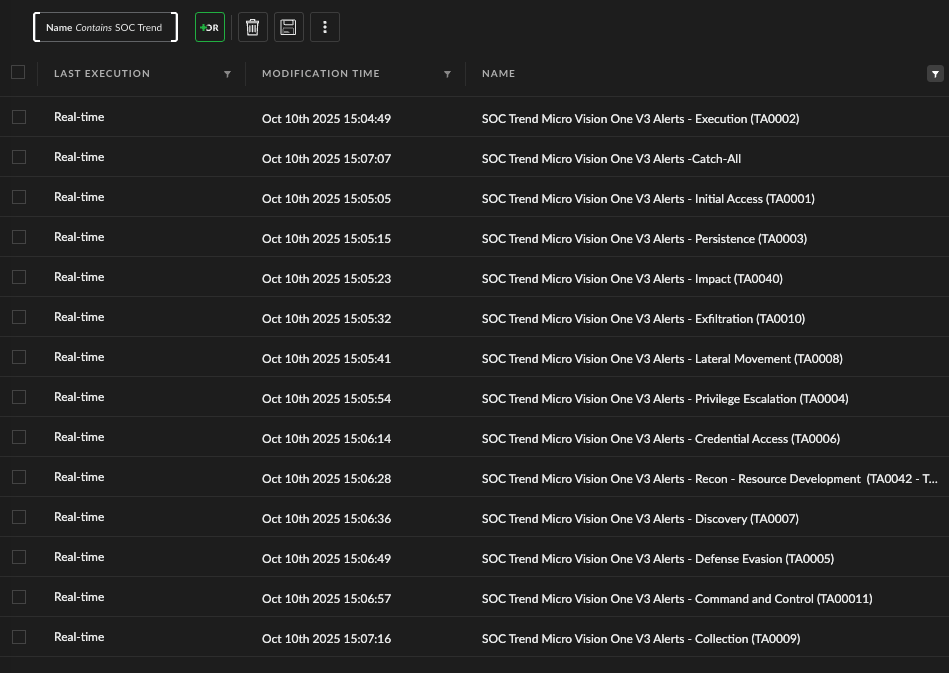 Name Contains SOC Trend +OR
LAST EXECUTION MODIFICATION TIME NAME
Real-time Oct 10th 2025 15:04:49 SOC Trend Micro Vision One V3 Alerts - Execution (TA0002)
Real-time Oct 10th 2025 15:07:07 SOC Trend Micro Vision One V3 Alerts -Catch-All
Real-time Oct 10th 2025 15:05:05 SOC Trend Micro Vision One V3 Alerts - Initial Access (TA0001)
Real-time Oct 10th 2025 15:05:15 SOC Trend Micro Vision One V3 Alerts - Persistence (TA0003)
Real-time Oct 10th 2025 15:05:23 SOC Trend Micro Vision One V3 Alerts - Impact (TA0040)
Real-time Oct 10th 2025 15:05:32 SOC Trend Micro Vision One V3 Alerts - Exfiltration (TA0010)
Real-time Oct 10th 2025 15:05:41 SOC Trend Micro Vision One V3 Alerts - Lateral Movement (TA0008)
Real-time Oct 10th 2025 15:05:54 SOC Trend Micro Vision One V3 Alerts - Privilege Escalation (TA0004)
Real-time Oct 10th 2025 15:06:14 SOC Trend Micro Vision One V3 Alerts - Credential Access (TA0006)
Real-time Oct 10th 2025 15:06:28 SOC Trend Micro Vision One V3 Alerts - Recon - Resource Development (TA0042 - T...
Real-time Oct 10th 2025 15:06:36 SOC Trend Micro Vision One V3 Alerts - Discovery (TA0007)
Real-time Oct 10th 2025 15:06:49 SOC Trend Micro Vision One V3 Alerts - Defense Evasion (TA0005)
Real-time Oct 10th 2025 15:06:57 SOC Trend Micro Vision One V3 Alerts - Command and Control (TA00011)
Real-time Oct 10th 2025 15:07:16 SOC Trend Micro Vision One V3 Alerts - Collection (TA0009)